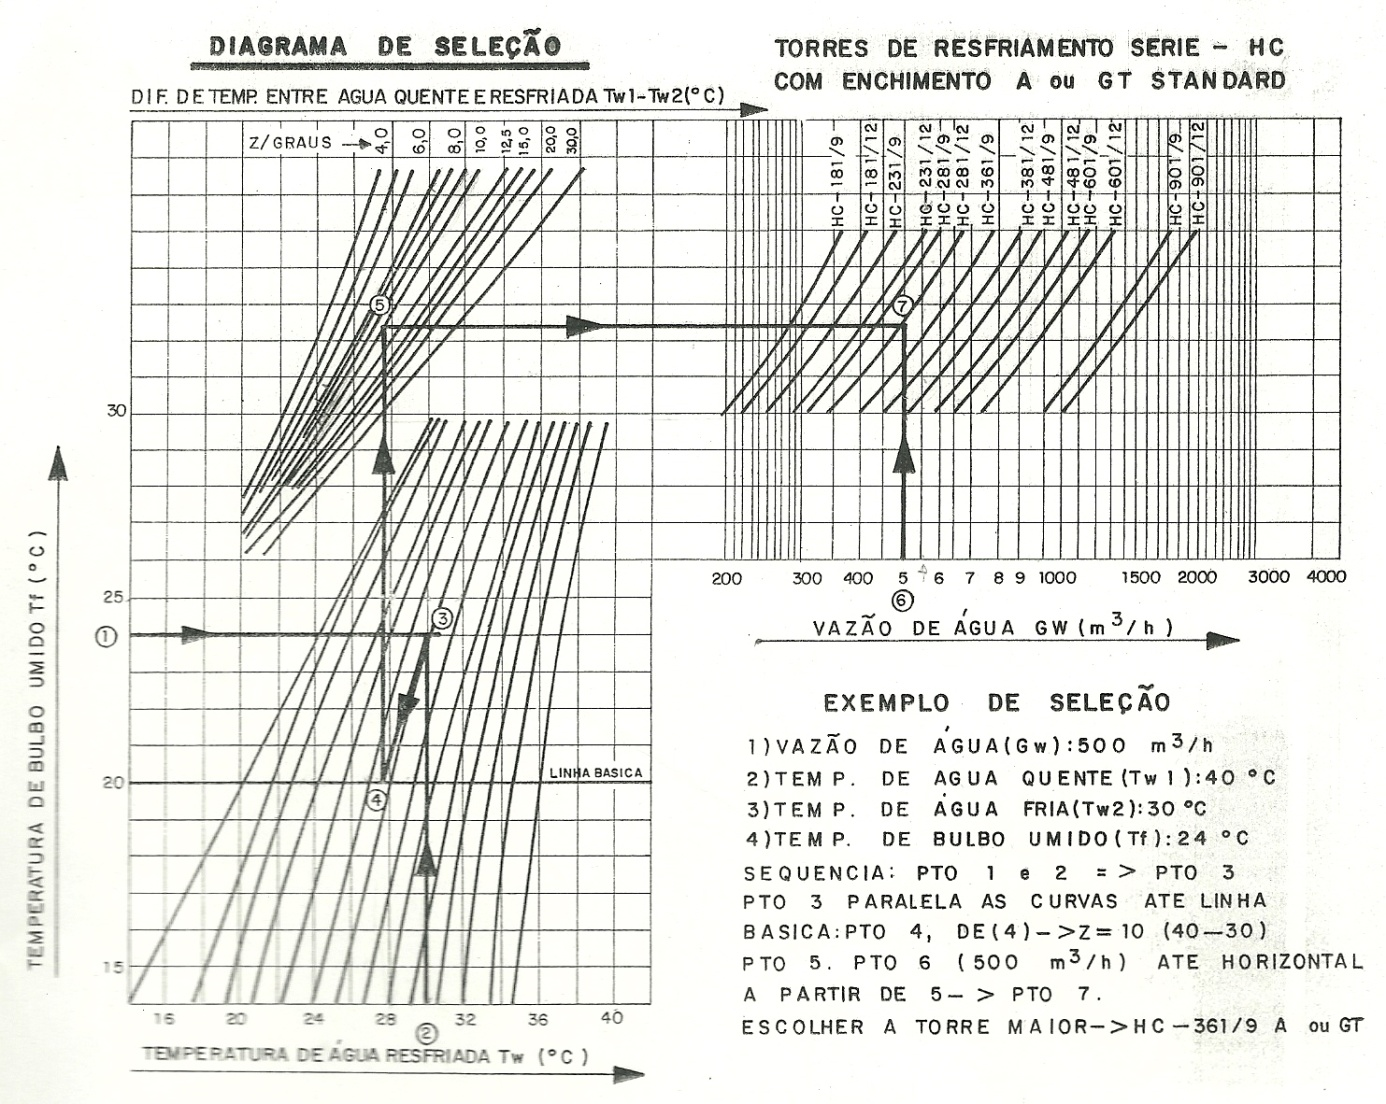 DIAGRAMA DE SELEÇÃO
TORRES DE RESFRIAMENTO SERIE - HC
COM ENCHIMENTO A ou GT STANDARD
DIF. DE TEMP. ENTRE AGUA QUENTE E RESFRIADA Tw1-Tw2(°C)
Z/GRAUS
4,0
6,0
8,0
10,0
12,5
15,0
20,0
30,0
HC-181/9
HC-181/12
HC-231/9
HC-231/12
HC-281/9
HC-281/12
HC-361/9
HC-381/12
HC-481/9
HC-481/12
HC-601/9
HC-601/12
HC-901/9
HC-901/12
5
7
30
25
1
3
20
LINHA BASICA
4
15
TEMPERATURA DE BULBO UMIDO Tf (°C)
16 20 24 28 32 36 40
2
TEMPERATURA DE ÁGUA RESFRIADA Tw (°C)
200 300 400 5 6 7 8 9 1000 1500 2000 3000 4000
6
VAZÃO DE ÁGUA GW (m³/h)
EXEMPLO DE SELEÇÃO
1)VAZÃO DE ÁGUA(Gw):500 m³/h
2)TEMP. DE AGUA QUENTE(Tw1):40 °C
3)TEMP. DE ÁGUA FRIA(Tw2):30 °C
4)TEMP. DE BULBO UMIDO(Tf):24 °C
SEQUENCIA: PTO 1 e 2 => PTO 3
PTO 3 PARALELA AS CURVAS ATE LINHA
BASICA:PTO 4, DE(4)->Z=10 (40-30)
PTO 5. PTO 6 (500 m³/h) ATE HORIZONTAL
A PARTIR DE 5-> PTO 7.
ESCOLHER A TORRE MAIOR->HC-361/9 A ou GT